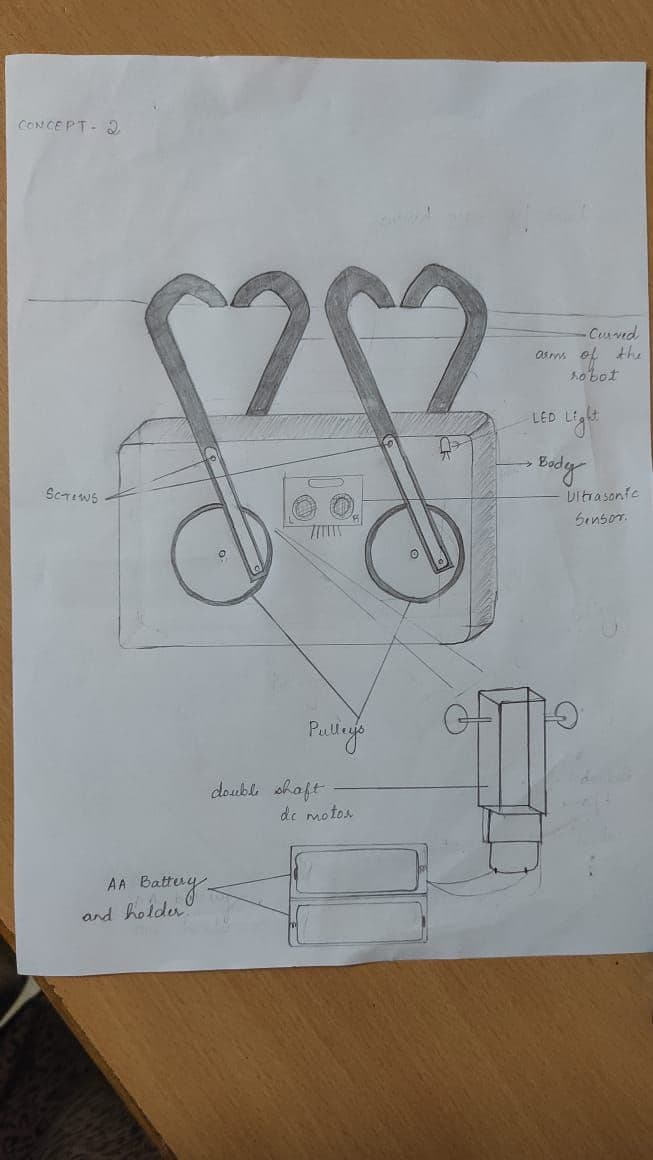 CONCEPT - 2
Curved
arms of the
robot
LED Light
Body
Screws
Ultrasonic
Sensor.
L
R
Pulleys
double shaft
dc motor
AA Battery
and holder.